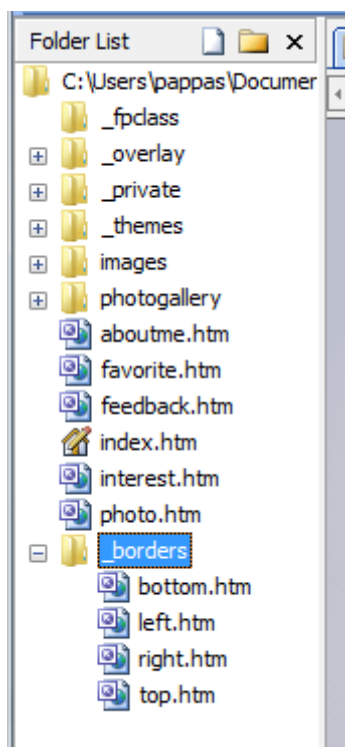 Folder List
C:\Users\pappas\Documer
_fpclass
_overlay
_private
_themes
images
photogallery
aboutme.htm
favorite.htm
feedback.htm
index.htm
interest.htm
photo.htm
_borders
bottom.htm
left.htm
right.htm
top.htm